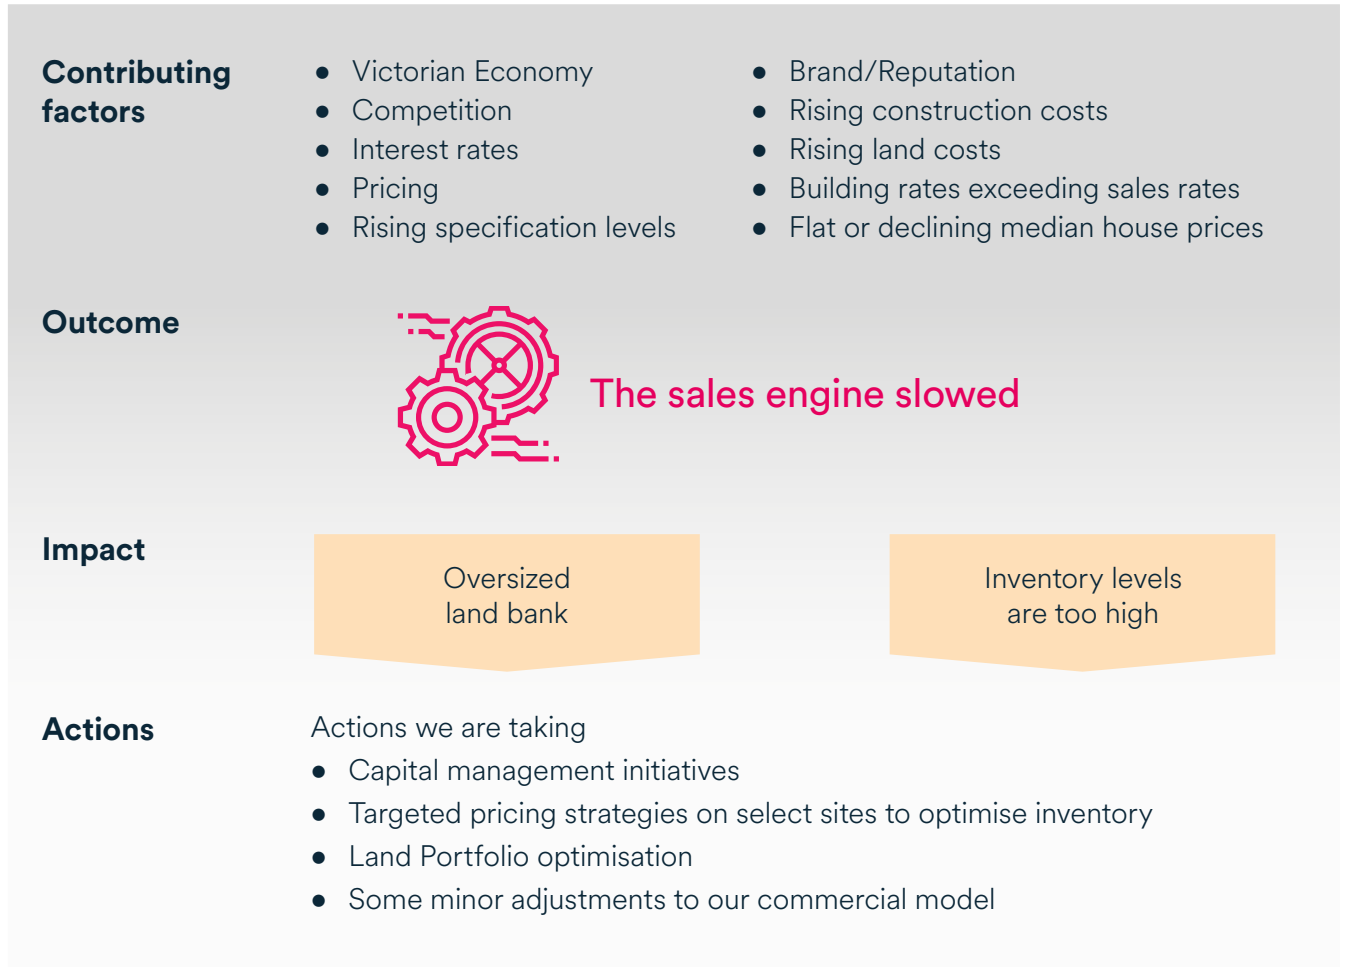 Contributing
factors
● Victorian Economy
● Competition
● Interest rates
● Pricing
● Rising specification levels
● Brand/Reputation
● Rising construction costs
● Rising land costs
● Building rates exceeding sales rates
● Flat or declining median house prices
Outcome
The sales engine slowed
Impact
Oversized
land bank
Inventory levels
are too high
Actions
Actions we are taking
● Capital management initiatives
● Targeted pricing strategies on select sites to optimise inventory
● Land Portfolio optimisation
● Some minor adjustments to our commercial model